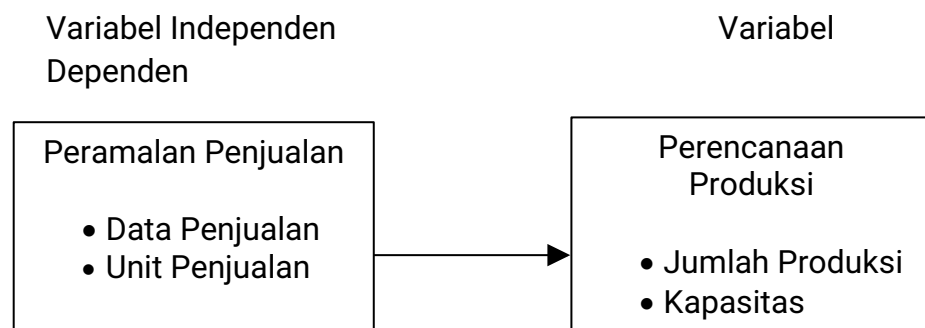 Variabel Independen Variabel
Dependen
Peramalan Penjualan
• Data Penjualan
• Unit Penjualan
Perencanaan
Produksi
• Jumlah Produksi
• Kapasitas